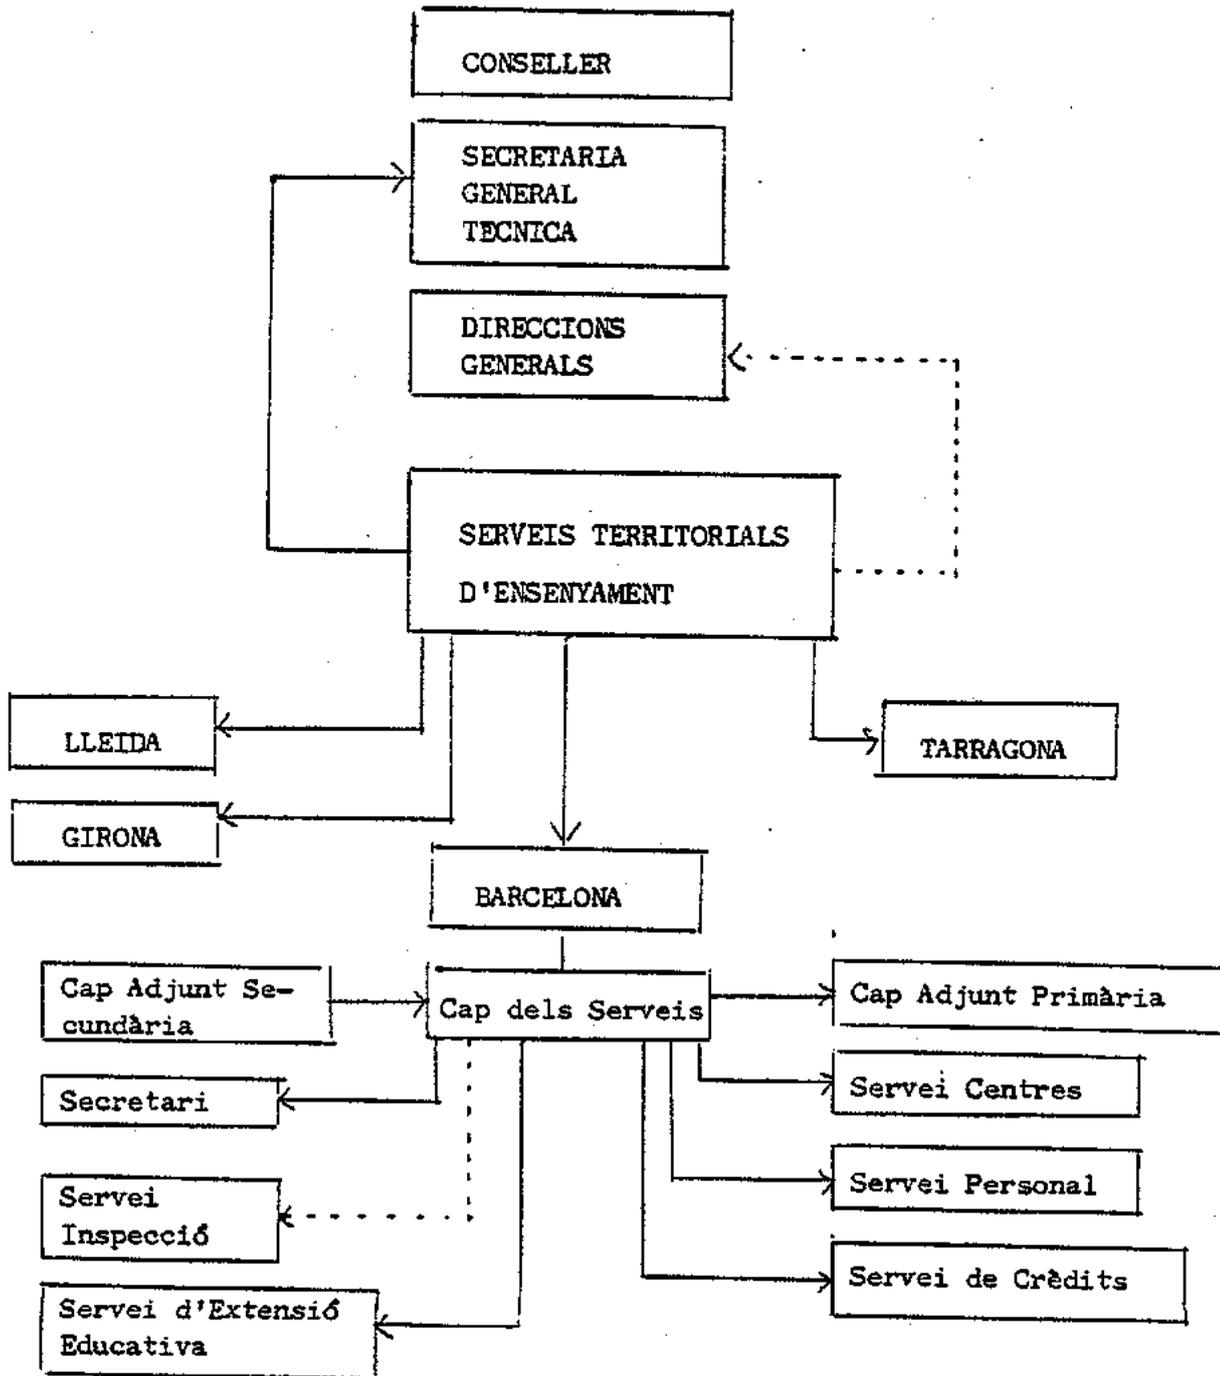 CONSELLER
SECRETARIA
GENERAL
TECNICA
DIRECCIONS
GENERALS
SERVEIS TERRITORIALS
D'ENSENYAMENT
LLEIDA
TARRAGONA
GIRONA
BARCELONA
Cap Adjunt Se-
cundària
Cap dels Serveis
Cap Adjunt Primària
Secretari
Servei Centres
Servei
Inspecció
Servei Personal
Servei d'Extensió
Educativa
Servei de Crèdits